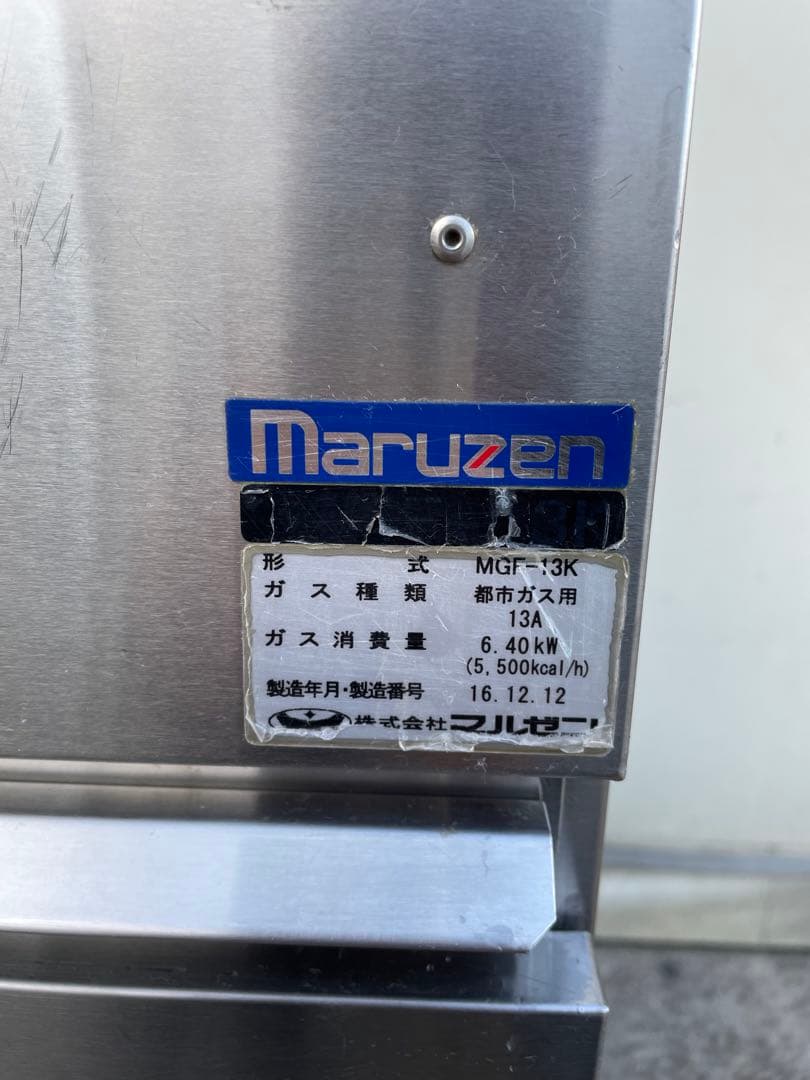 maruzen
形式 MGF-13K
ガス種類 都市ガス用
13A
ガス消費量 6.40kW
(5,500kcal/h)
製造年月・製造番号 16.12.12
株式会社マルゼン